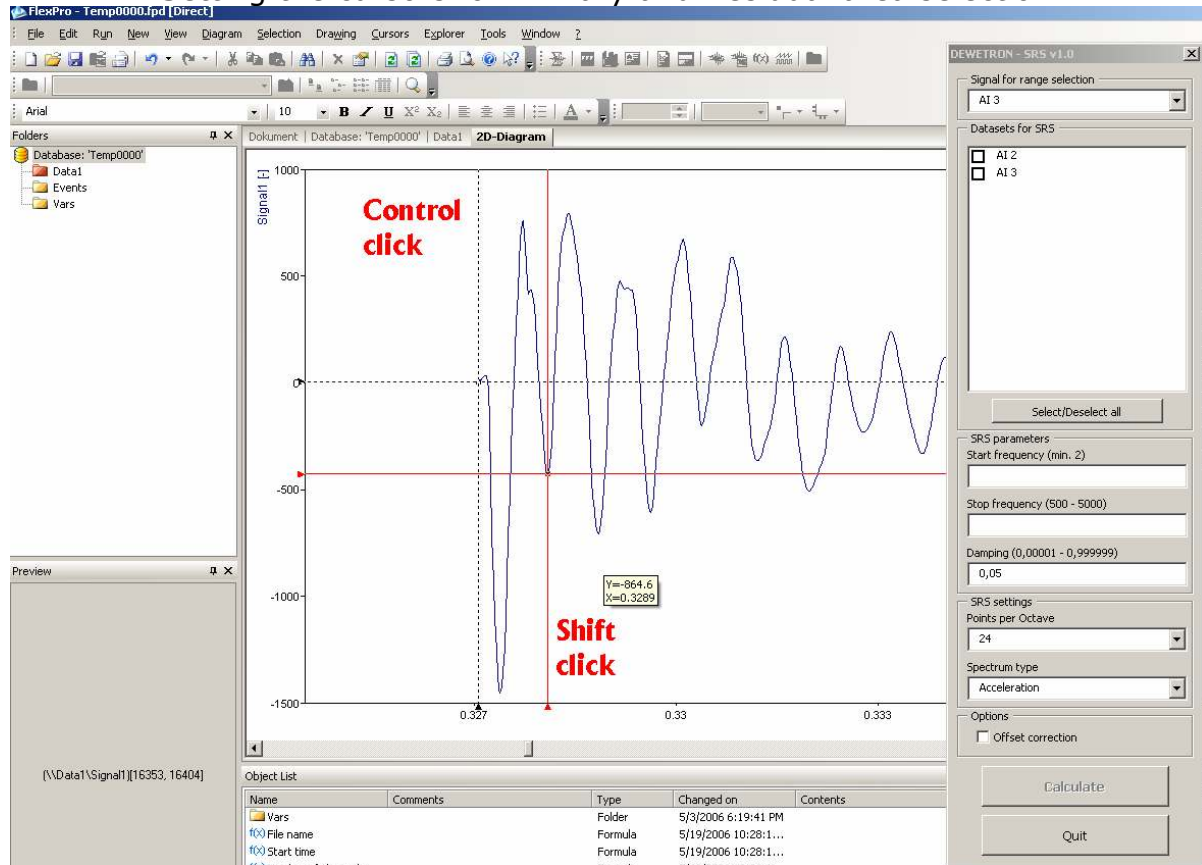 FlexPro - Temp0000.fpd [Direct]
File Edit Run New View Diagram Selection Drawing Cursors Explorer Tools Window ?
Arial 10 B Z U X² X₂ A
Folders
Database: 'Temp0000'
Data1
Events
Vars
Preview
(\\Data1\Signal1)[16353, 16404]
Dokument | Database: 'Temp0000' | Data1 2D-Diagram
Signal1 [-]
1000
500
0
-500
-1000
-1500
0.327 0.33 0.333
Control
click
Y=-864.6
X=0.3289
Shift
click
Object List
Name Comments Type Changed on Contents
Vars Folder 5/3/2006 6:19:41 PM
f(x) File name Formula 5/19/2006 10:28:1...
f(x) Start time Formula 5/19/2006 10:28:1...
DEWETRON - SRS v1.0 X
Signal for range selection
AI 3
Datasets for SRS
AI 2
AI 3
Select/Deselect all
SRS parameters
Start frequency (min. 2)
Stop frequency (500 - 5000)
Damping (0,00001 - 0,999999)
0,05
SRS settings
Points per Octave
24
Spectrum type
Acceleration
Options
Offset correction
Calculate
Quit